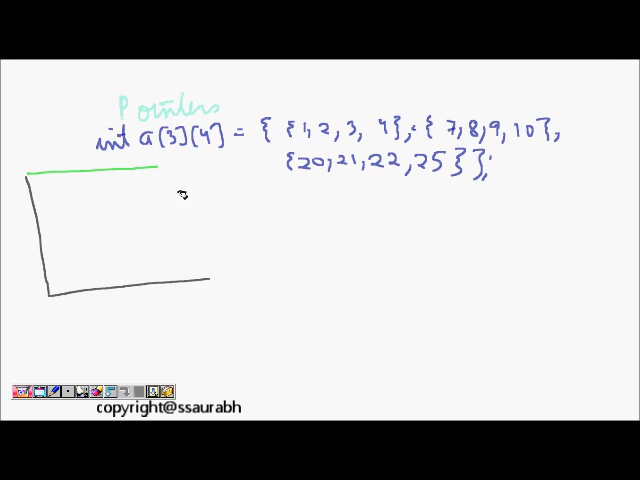 Pointers
int a[3][4] = { {1,2,3, 4}, {7,8,9,10},
{20,21,22,25}};
copyright@ssaurabh